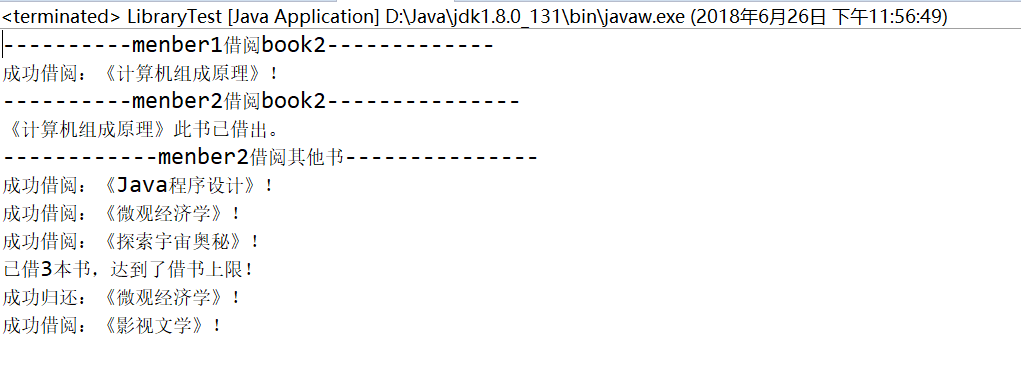 <terminated> LibraryTest [Java Application] D:\Java\jdk1.8.0_131\bin\javaw.exe (2018年6月26日 下午11:56:49)
----------menber1借阅book2-------------
成功借阅：《计算机组成原理》！
----------menber2借阅book2---------------
《计算机组成原理》此书已借出。
------------menber2借阅其他书---------------
成功借阅：《Java程序设计》！
成功借阅：《微观经济学》！
成功借阅：《探索宇宙奥秘》！
已借3本书，达到了借书上限！
成功归还：《微观经济学》！
成功借阅：《影视文学》！